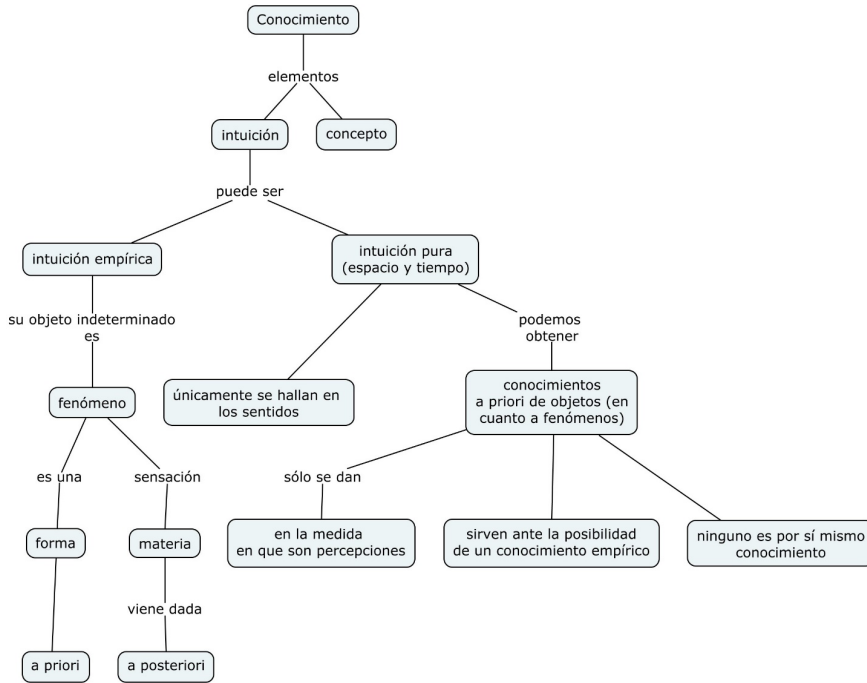 Conocimiento
elementos
intuición
concepto
puede ser
intuición empírica
intuición pura
(espacio y tiempo)
su objeto indeterminado
es
podemos
obtener
fenómeno
únicamente se hallan en
los sentidos
conocimientos
a priori de objetos (en
cuanto a fenómenos)
es una
sensación
sólo se dan
forma
materia
en la medida
en que son percepciones
sirven ante la posibilidad
de un conocimiento empírico
ninguno es por sí mismo
conocimiento
viene dada
a priori
a posteriori